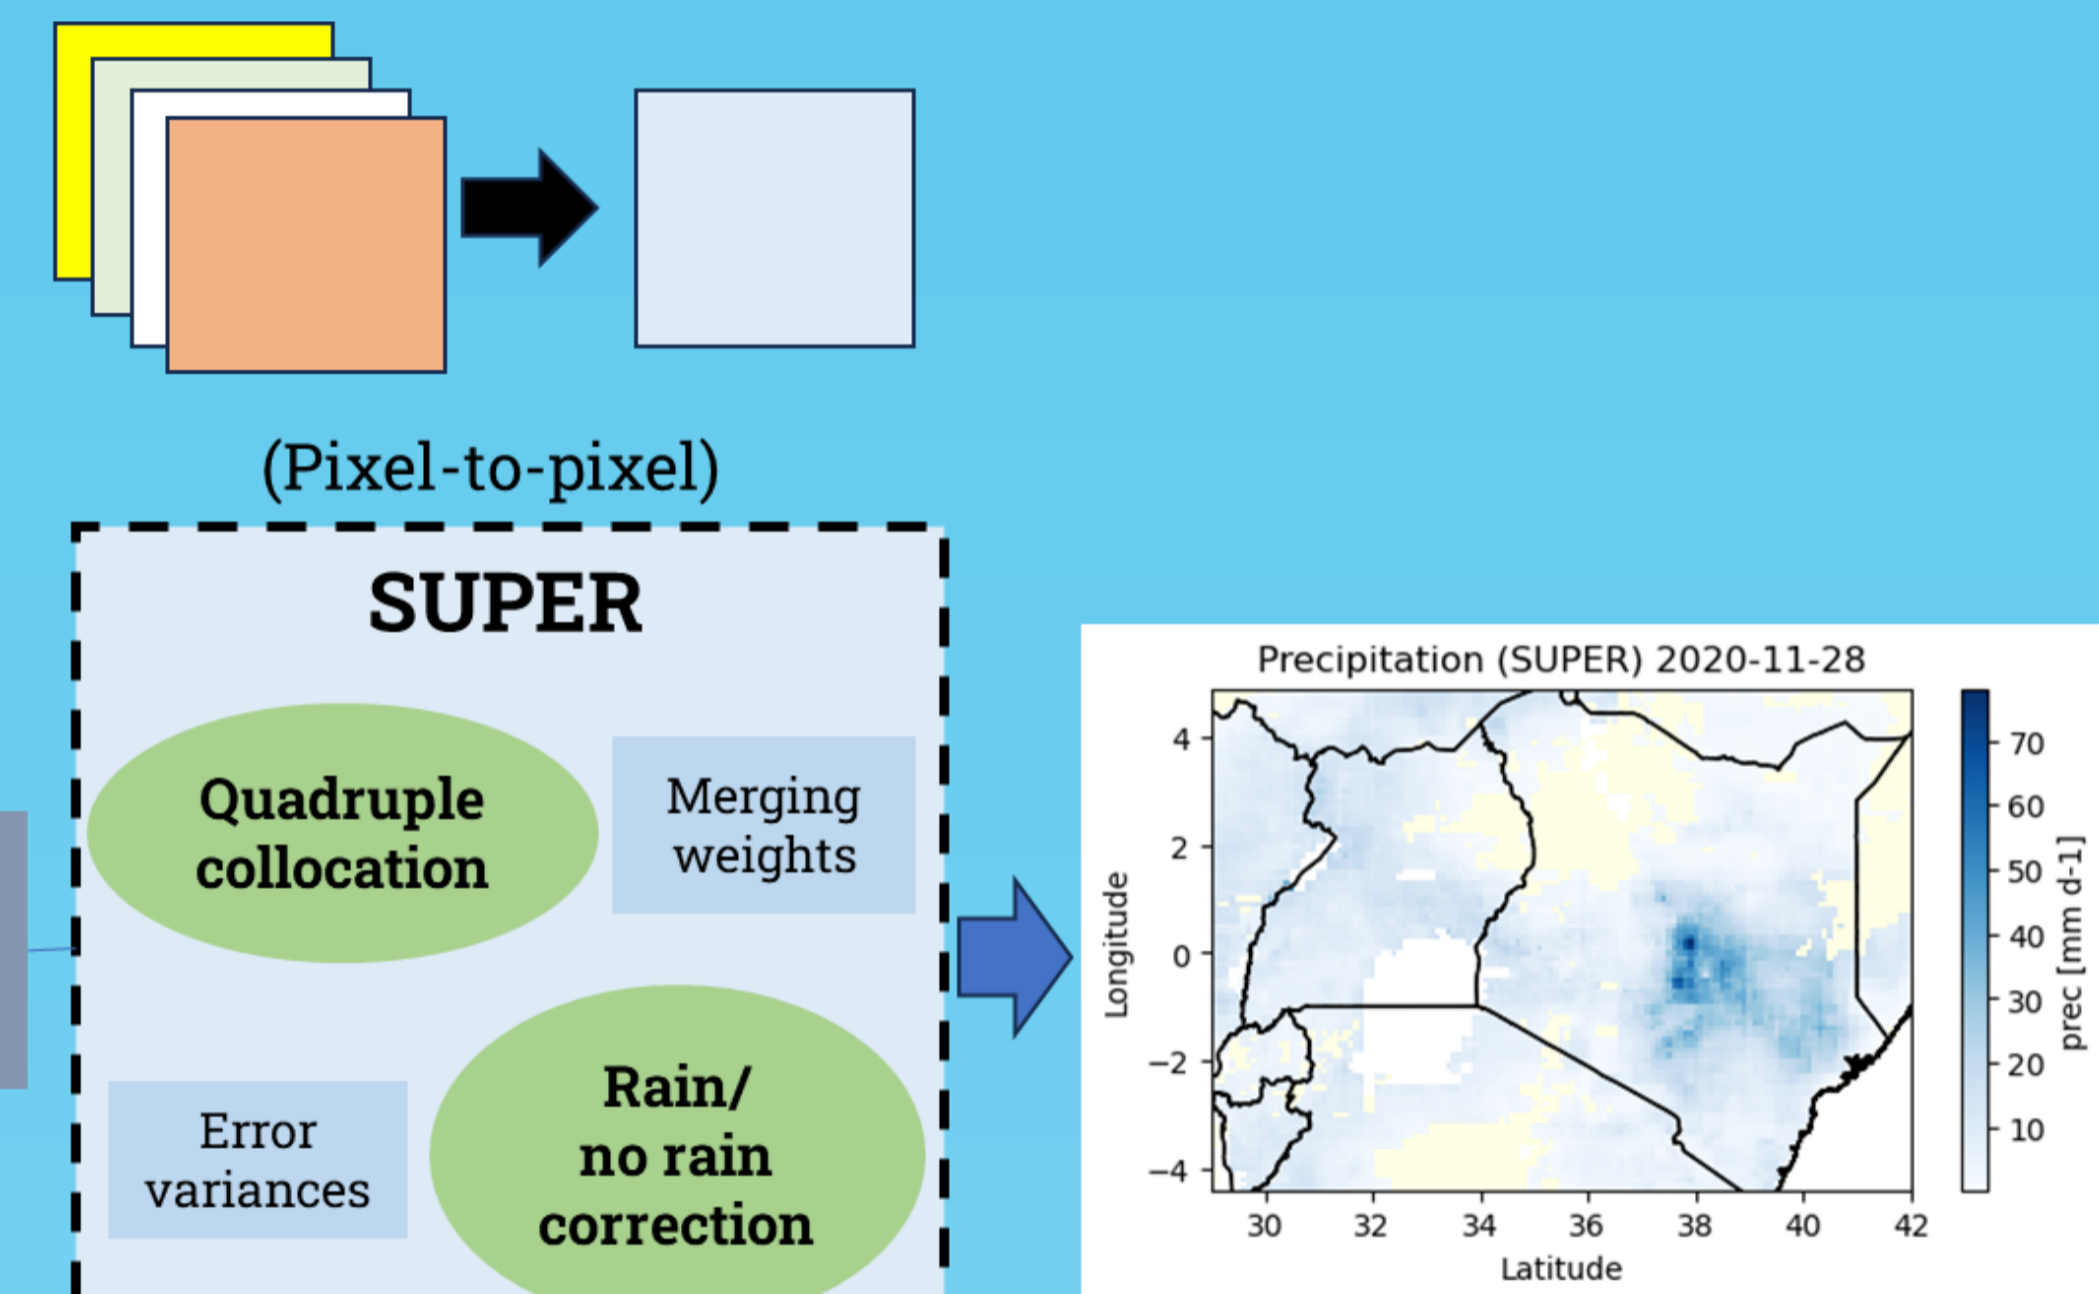 (Pixel-to-pixel)
SUPER
Quadruple
collocation
Merging
weights
Error
variances
Rain/
no rain
correction
Precipitation (SUPER) 2020-11-28
Longitude
4
2
0
−2
−4
30 32 34 36 38 40 42
Latitude
70
60
50
40
30
20
10
prec [mm d-1]